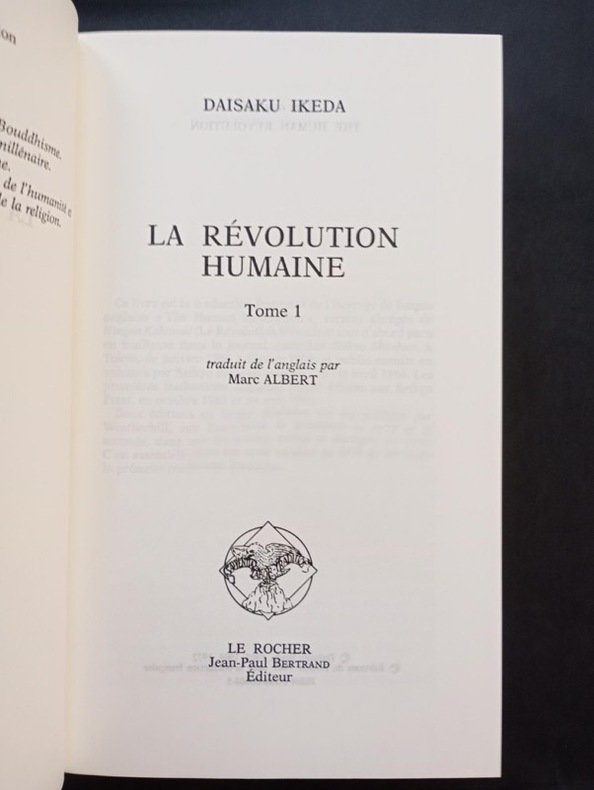 on
Bouddhisme.
millénaire.
e.
de l'humanité e
le la religion.
DAISAKU IKEDA
LA RÉVOLUTION
HUMAINE
Tome 1
traduit de l'anglais par
Marc ALBERT
LE ROCHER
Jean-Paul BERTRAND
Éditeur